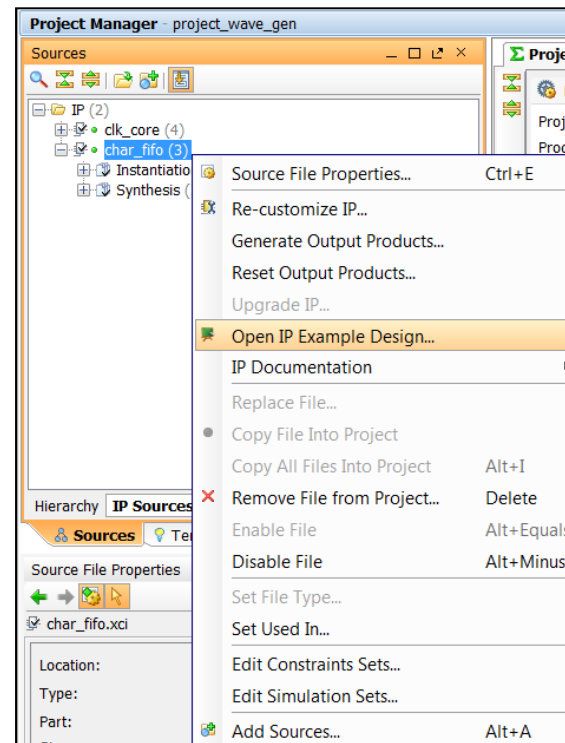 Project Manager - project_wave_gen
Sources
Σ Proje
IP (2)
clk_core (4)
char_fifo (3)
Instantiatio
Synthesis (
Proj
Prod
Source File Properties... Ctrl+E
Re-customize IP...
Generate Output Products...
Reset Output Products...
Upgrade IP...
Open IP Example Design...
IP Documentation
Replace File...
Copy File Into Project
Copy All Files Into Project Alt+I
Remove File from Project... Delete
Enable File Alt+Equals
Disable File Alt+Minus
Set File Type...
Set Used In...
Edit Constraints Sets...
Edit Simulation Sets...
Add Sources... Alt+A
Hierarchy IP Sources
Sources Te
Source File Properties
char_fifo.xci
Location:
Type:
Part: